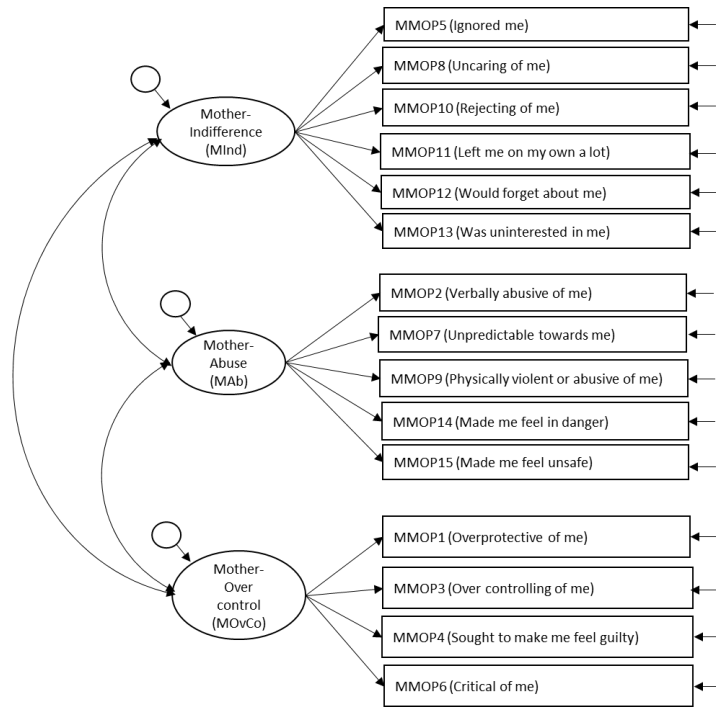 MMOP5 (Ignored me)
MMOP8 (Uncaring of me)
MMOP10 (Rejecting of me)
Mother-
Indifference
(MInd)
MMOP11 (Left me on my own a lot)
MMOP12 (Would forget about me)
MMOP13 (Was uninterested in me)
MMOP2 (Verbally abusive of me)
MMOP7 (Unpredictable towards me)
Mother-
Abuse
(MAb)
MMOP9 (Physically violent or abusive of me)
MMOP14 (Made me feel in danger)
MMOP15 (Made me feel unsafe)
MMOP1 (Overprotective of me)
Mother-
Over
control
(MOvCo)
MMOP3 (Over controlling of me)
MMOP4 (Sought to make me feel guilty)
MMOP6 (Critical of me)